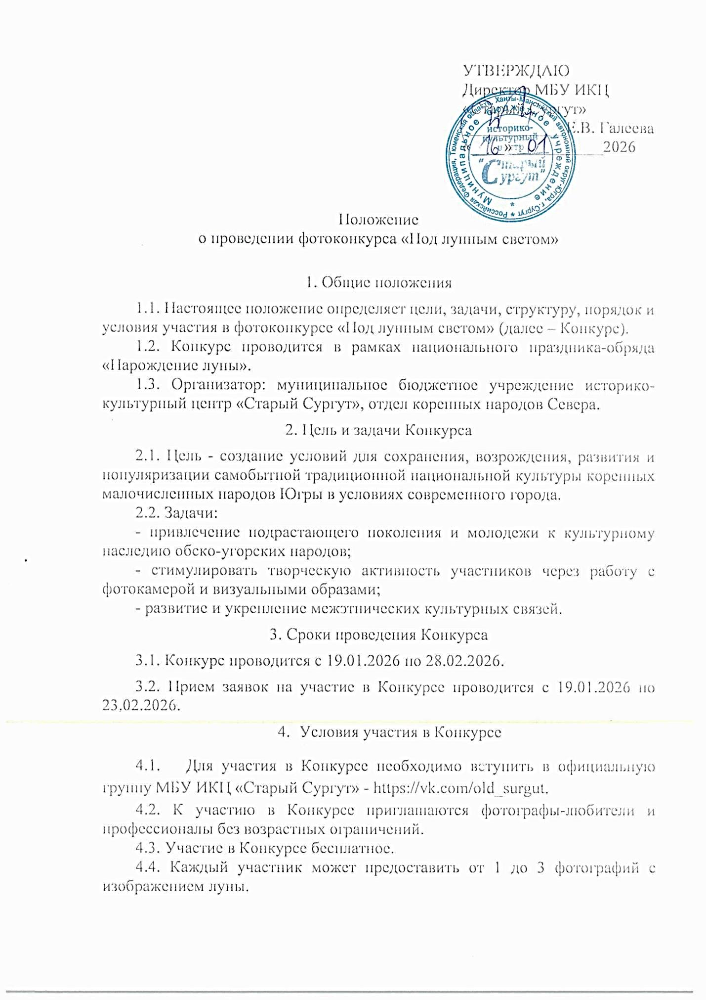 УТВЕРЖДАЮ
Директор МБУ ИКЦ
«Старый Сургут»
Е.В. Галеева
« 16 » 01 2026
Российская Федерация, Тюменская область, Ханты-Мансийский автономный округ-Югра, г.Сургут *
Муниципальное бюджетное учреждение *
историко-
культурный
центр
"Старый
Сургут"
Положение
о проведении фотоконкурса «Под лунным светом»
1. Общие положения
1.1. Настоящее положение определяет цели, задачи, структуру, порядок и
условия участия в фотоконкурсе «Под лунным светом» (далее – Конкурс).
1.2. Конкурс проводится в рамках национального праздника-обряда
«Нарождение луны».
1.3. Организатор: муниципальное бюджетное учреждение историко-
культурный центр «Старый Сургут», отдел коренных народов Севера.
2. Цель и задачи Конкурса
2.1. Цель - создание условий для сохранения, возрождения, развития и
популяризации самобытной традиционной национальной культуры коренных
малочисленных народов Югры в условиях современного города.
2.2. Задачи:
- привлечение подрастающего поколения и молодежи к культурному
наследию обско-угорских народов;
- стимулировать творческую активность участников через работу с
фотокамерой и визуальными образами;
- развитие и укрепление межэтнических культурных связей.
3. Сроки проведения Конкурса
3.1. Конкурс проводится с 19.01.2026 по 28.02.2026.
3.2. Прием заявок на участие в Конкурсе проводится с 19.01.2026 по
23.02.2026.
4. Условия участия в Конкурсе
4.1. Для участия в Конкурсе необходимо вступить в официальную
группу МБУ ИКЦ «Старый Сургут» - https://vk.com/old_surgut.
4.2. К участию в Конкурсе приглашаются фотографы-любители и
профессионалы без возрастных ограничений.
4.3. Участие в Конкурсе бесплатное.
4.4. Каждый участник может предоставить от 1 до 3 фотографий с
изображением луны.